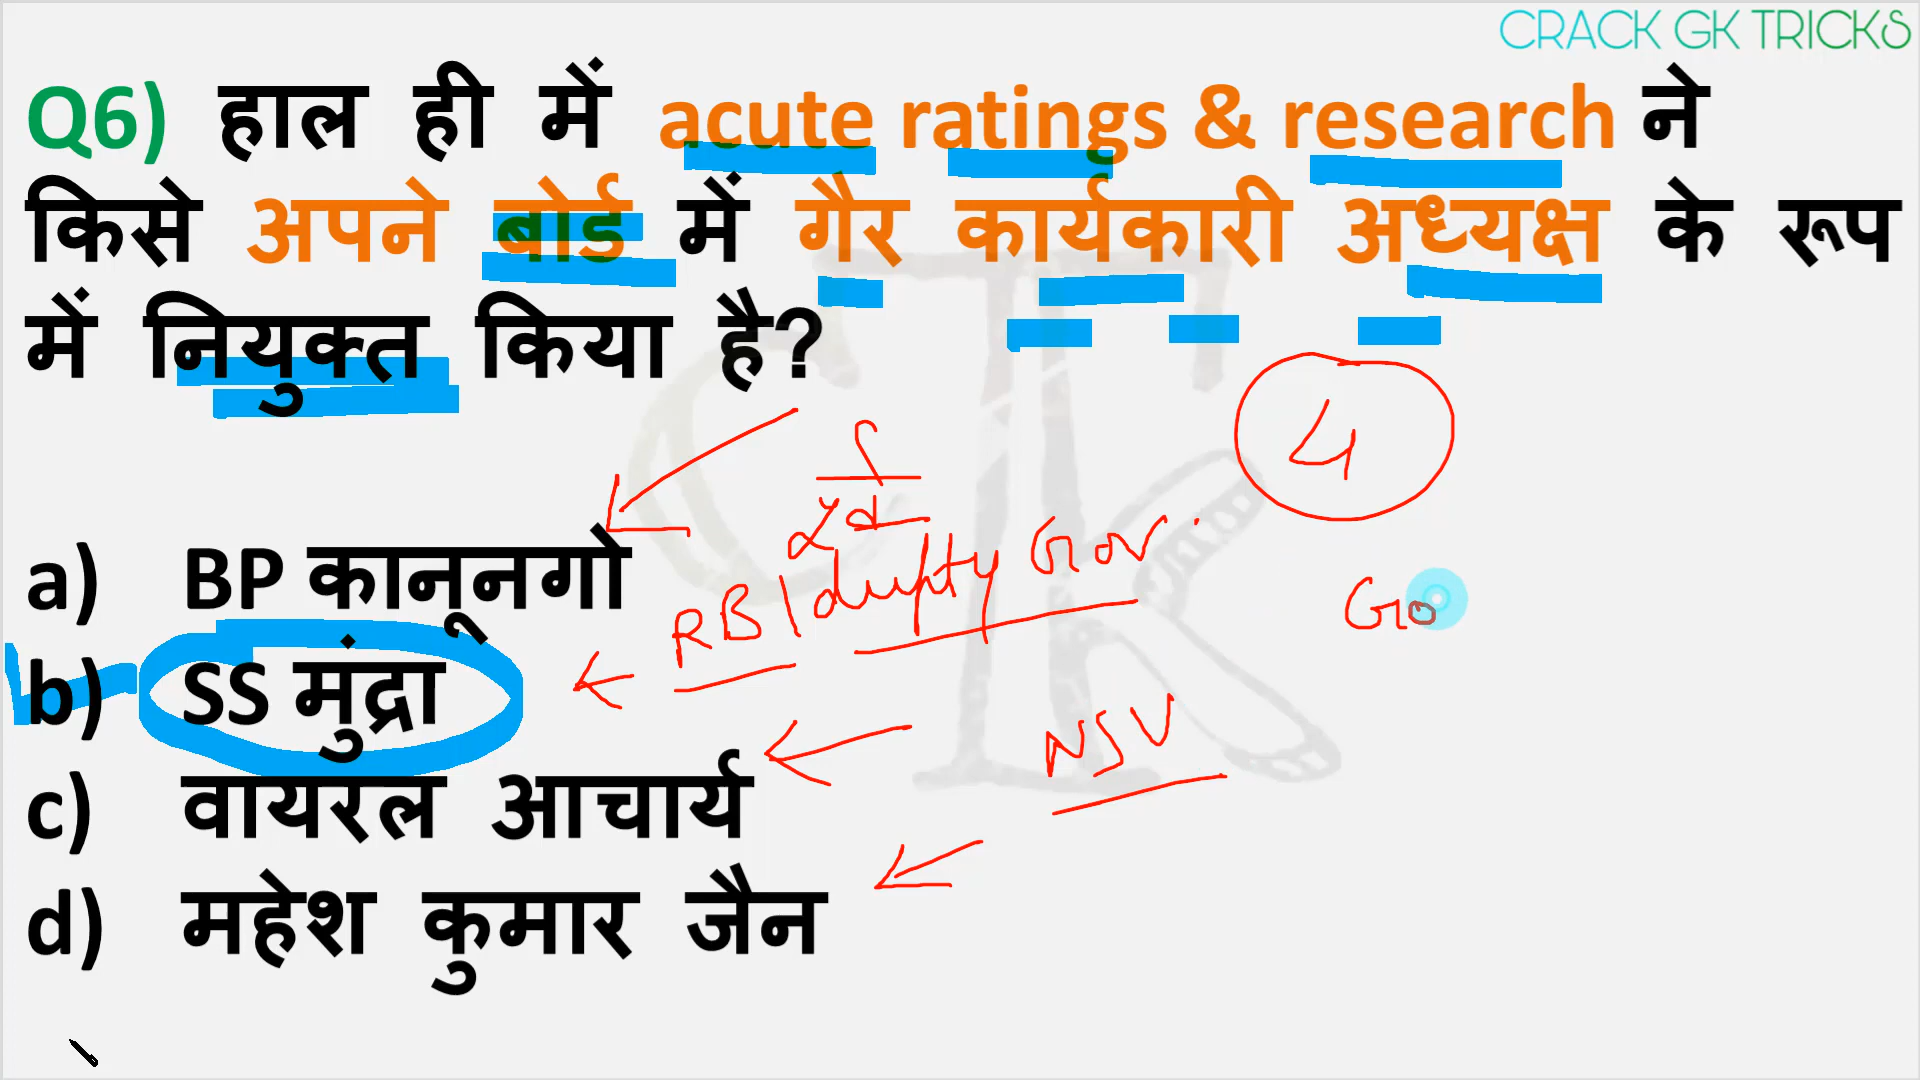 CRACK GK TRICKS
Q6) हाल ही में acute ratings & research ने
किसे अपने बोर्ड में गैर कार्यकारी अध्यक्ष के रूप
में नियुक्त किया है?
4
a) BP कानूनगो
RBI Gov.
Go
b) SS मुंद्रा
NSV
c) वायरल आचार्य
d) महेश कुमार जैन